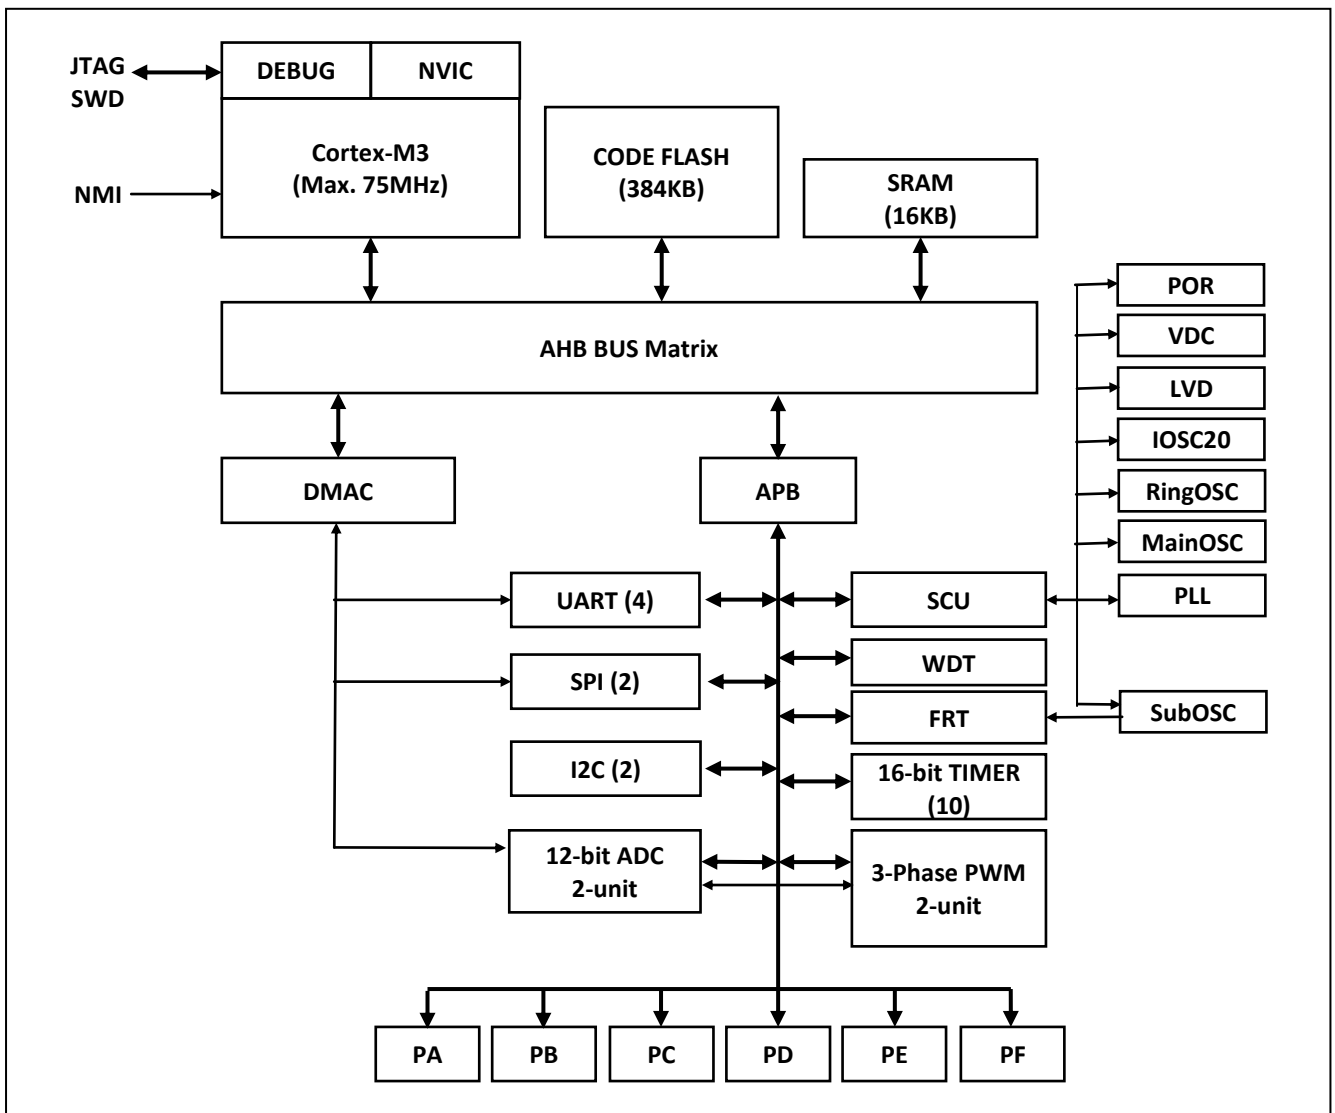 JTAG
SWD
DEBUG
NVIC
Cortex-M3
(Max. 75MHz)
NMI
CODE FLASH
(384KB)
SRAM
(16KB)
AHB BUS Matrix
POR
VDC
LVD
IOSC20
RingOSC
MainOSC
PLL
SubOSC
DMAC
APB
UART (4)
SCU
WDT
SPI (2)
FRT
I2C (2)
16-bit TIMER
(10)
12-bit ADC
2-unit
3-Phase PWM
2-unit
PA
PB
PC
PD
PE
PF